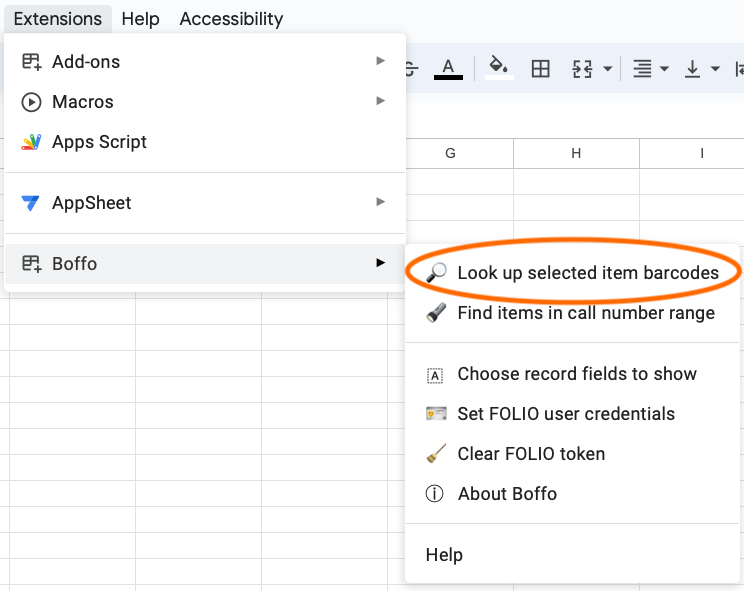 Extensions Help Accessibility
Add-ons
Macros
Apps Script
AppSheet
Boffo
A
G H I
Look up selected item barcodes
Find items in call number range
A Choose record fields to show
Set FOLIO user credentials
Clear FOLIO token
About Boffo
Help